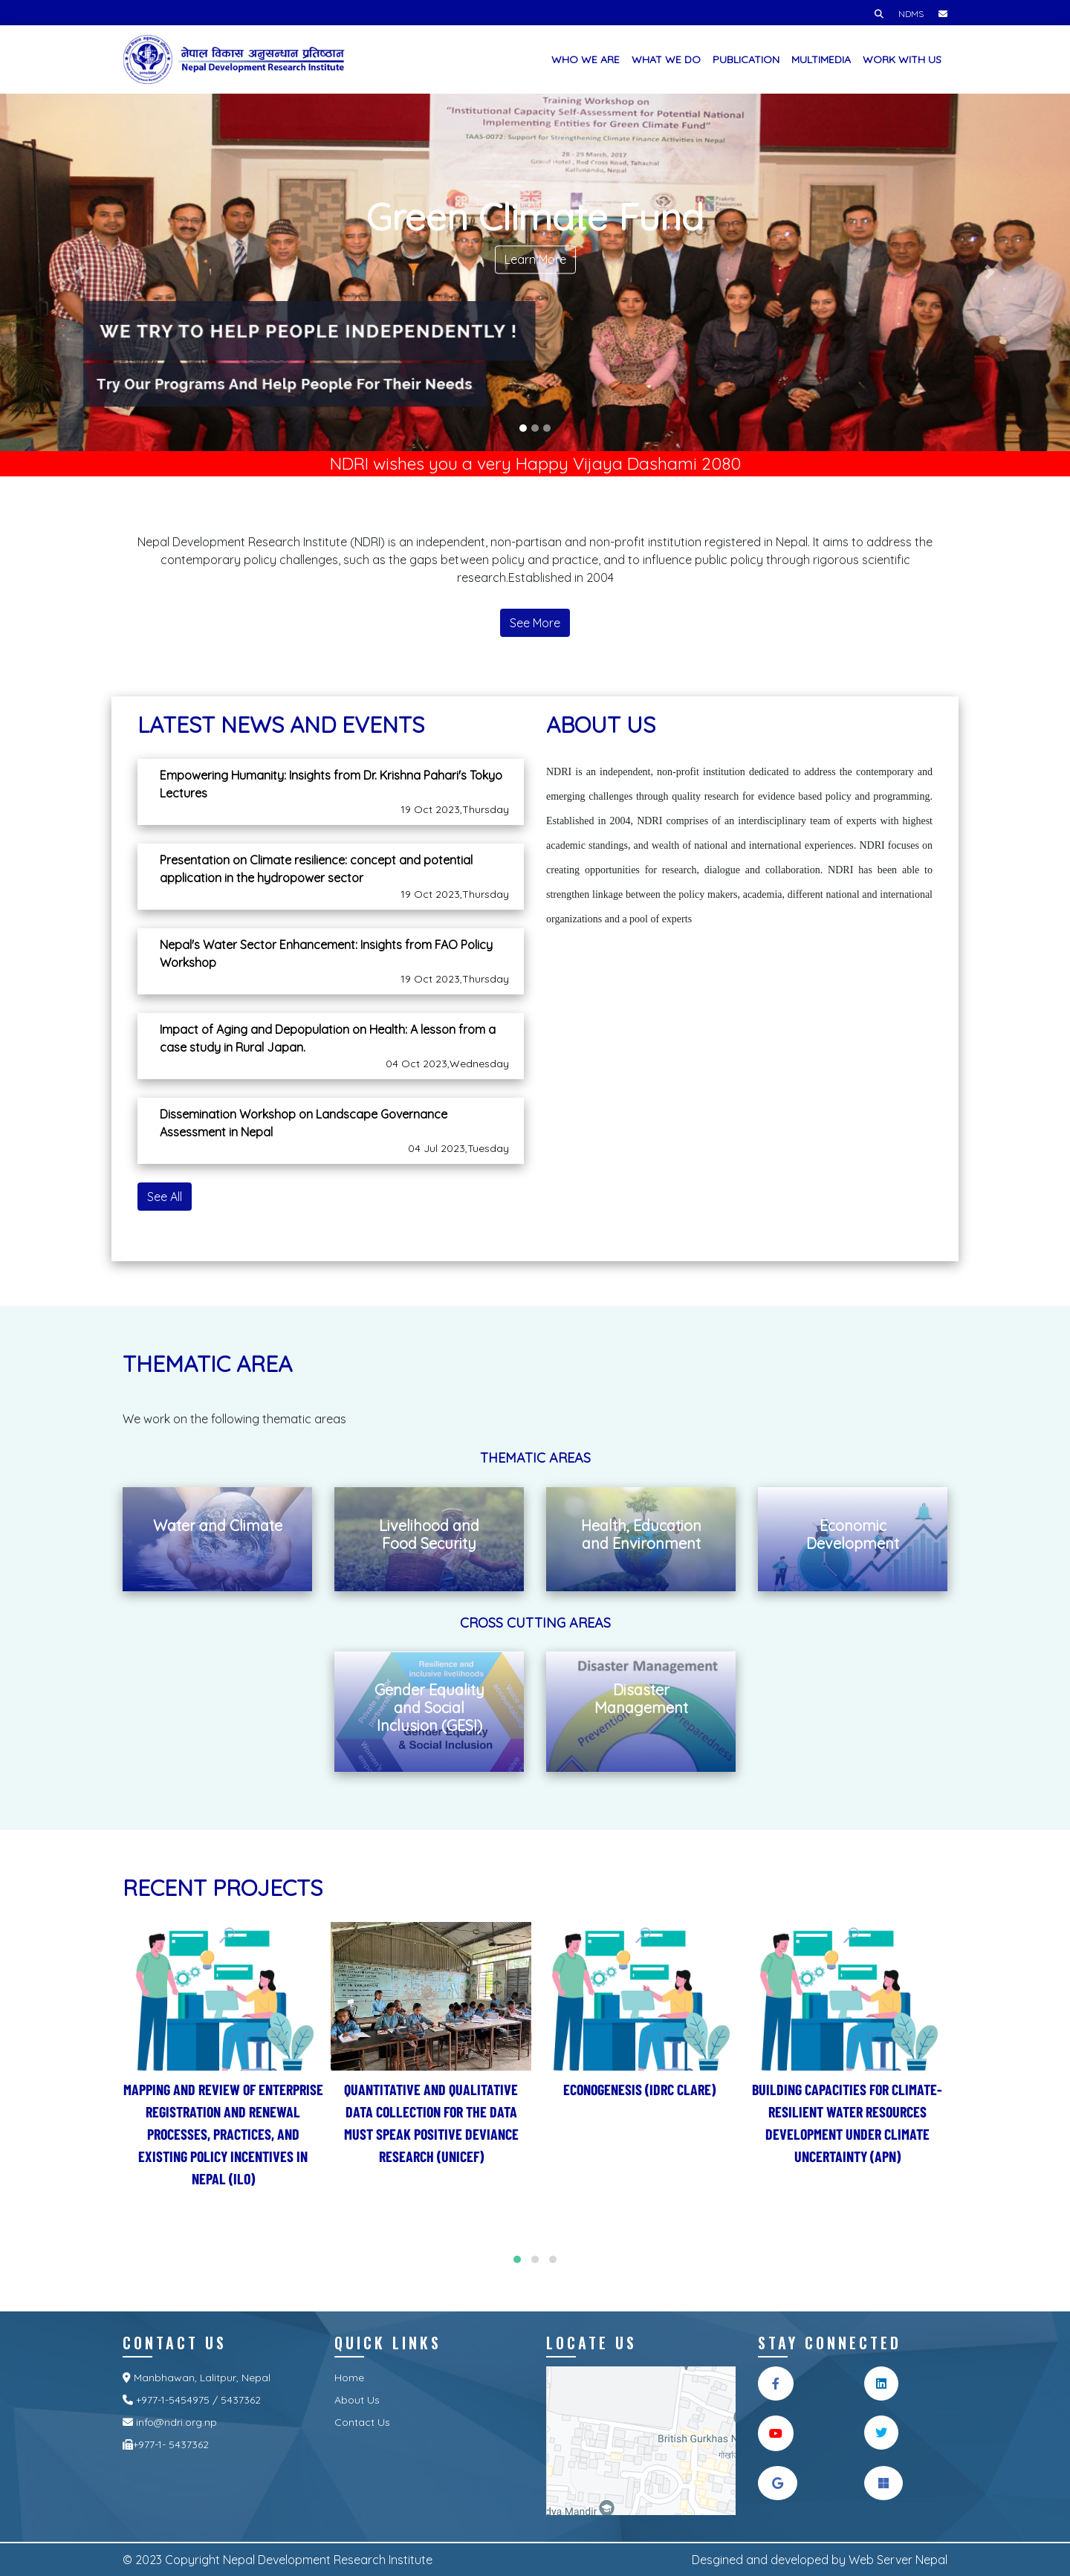 NDMS
नेपाल विकास अनुसन्धान प्रतिष्ठान
Nepal Development Research Institute
WHO WE ARE WHAT WE DO PUBLICATION MULTIMEDIA WORK WITH US
Training Workshop on
"Institutional Capacity Self-Assessment for Potential National
Implementing Entities for Green Climate Fund"
TAAS-0072: Support for Strengthening Climate Finance Activities in Nepal
28 - 25 March, 2017
Grand Hotel, Red Cross Road, Tahachal
Kathmandu, Nepal
Green Climate Fund
Learn More
WE TRY TO HELP PEOPLE INDEPENDENTLY !
Try Our Programs And Help People For Their Needs
NDRI wishes you a very Happy Vijaya Dashami 2080
Nepal Development Research Institute (NDRI) is an independent, non-partisan and non-profit institution registered in Nepal. It aims to address the
contemporary policy challenges, such as the gaps between policy and practice, and to influence public policy through rigorous scientific
research.Established in 2004
See More
LATEST NEWS AND EVENTS
Empowering Humanity: Insights from Dr. Krishna Pahari's Tokyo
Lectures
19 Oct 2023,Thursday
Presentation on Climate resilience: concept and potential
application in the hydropower sector
19 Oct 2023,Thursday
Nepal's Water Sector Enhancement: Insights from FAO Policy
Workshop
19 Oct 2023,Thursday
Impact of Aging and Depopulation on Health: A lesson from a
case study in Rural Japan.
04 Oct 2023,Wednesday
Dissemination Workshop on Landscape Governance
Assessment in Nepal
04 Jul 2023,Tuesday
See All
ABOUT US
NDRI is an independent, non-profit institution dedicated to address the contemporary and
emerging challenges through quality research for evidence based policy and programming.
Established in 2004, NDRI comprises of an interdisciplinary team of experts with highest
academic standings, and wealth of national and international experiences. NDRI focuses on
creating opportunities for research, dialogue and collaboration. NDRI has been able to
strengthen linkage between the policy makers, academia, different national and international
organizations and a pool of experts
THEMATIC AREA
We work on the following thematic areas
THEMATIC AREAS
Water and Climate
Livelihood and
Food Security
Health, Education
and Environment
Economic
Development
CROSS CUTTING AREAS
Resilience and
inclusive livelihoods
Gender Equality
and Social
Inclusion (GESI)
Gender Equality
& Social Inclusion
Disaster Management
Disaster
Management
Prevention
Preparedness
RECENT PROJECTS
MAPPING AND REVIEW OF ENTERPRISE
REGISTRATION AND RENEWAL
PROCESSES, PRACTICES, AND
EXISTING POLICY INCENTIVES IN
NEPAL (ILO)
QUANTITATIVE AND QUALITATIVE
DATA COLLECTION FOR THE DATA
MUST SPEAK POSITIVE DEVIANCE
RESEARCH (UNICEF)
ECONOGENESIS (IDRC CLARE)
BUILDING CAPACITIES FOR CLIMATE-
RESILIENT WATER RESOURCES
DEVELOPMENT UNDER CLIMATE
UNCERTAINTY (APN)
CONTACT US
Manbhawan, Lalitpur, Nepal
+977-1-5454975 / 5437362
info@ndri.org.np
+977-1- 5437362
QUICK LINKS
Home
About Us
Contact Us
LOCATE US
British Gurkhas N
dya Mandir
STAY CONNECTED
© 2023 Copyright Nepal Development Research Institute
Desgined and developed by Web Server Nepal